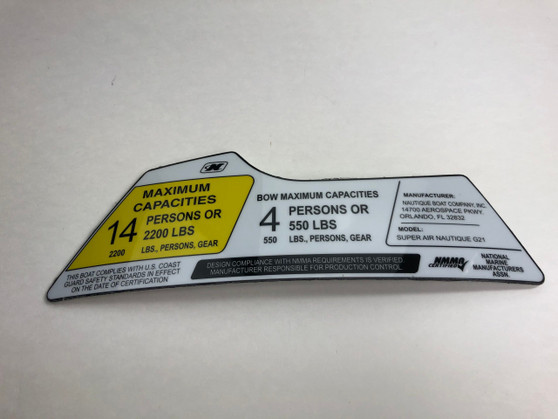 N
MAXIMUM
CAPACITIES
14 PERSONS OR
2200 LBS
2200 LBS., PERSONS, GEAR
BOW MAXIMUM CAPACITIES
4 PERSONS OR
550 LBS
550 LBS., PERSONS, GEAR
MANUFACTURER:
NAUTIQUE BOAT COMPANY, INC.
14700 AEROSPACE PKWY.
ORLANDO, FL 32832
MODEL:
SUPER AIR NAUTIQUE G21
THIS BOAT COMPLIES WITH U.S. COAST
GUARD SAFETY STANDARDS IN EFFECT
ON THE DATE OF CERTIFICATION
DESIGN COMPLIANCE WITH NMMA REQUIREMENTS IS VERIFIED.
MANUFACTURER RESPONSIBLE FOR PRODUCTION CONTROL.
NMMA
CERTIFIED
NATIONAL
MARINE
MANUFACTURERS
ASSN.